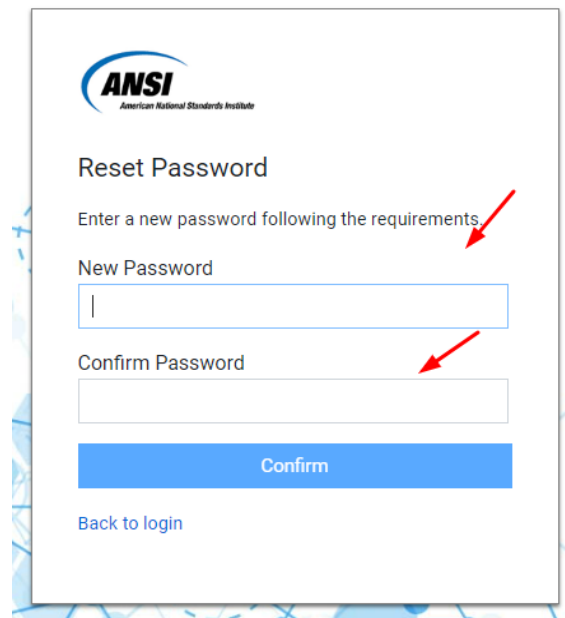 ANSI
American National Standards Institute
Reset Password
Enter a new password following the requirements.
New Password
Confirm Password
Confirm
Back to login